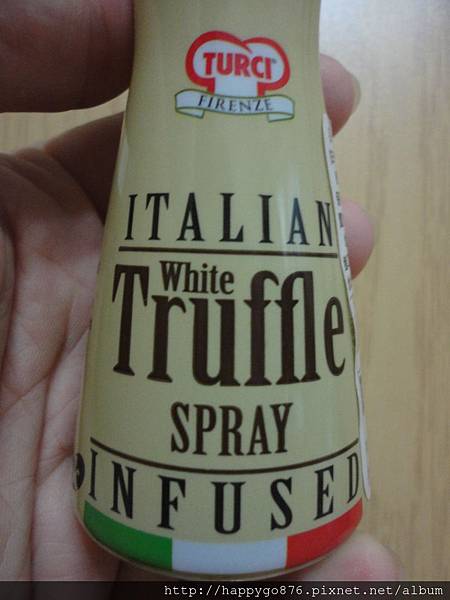 TURCI
FIRENZE
ITALIAN
White
Truffle
SPRAY
INFUSED
http://happygo876.pixnet.net/album